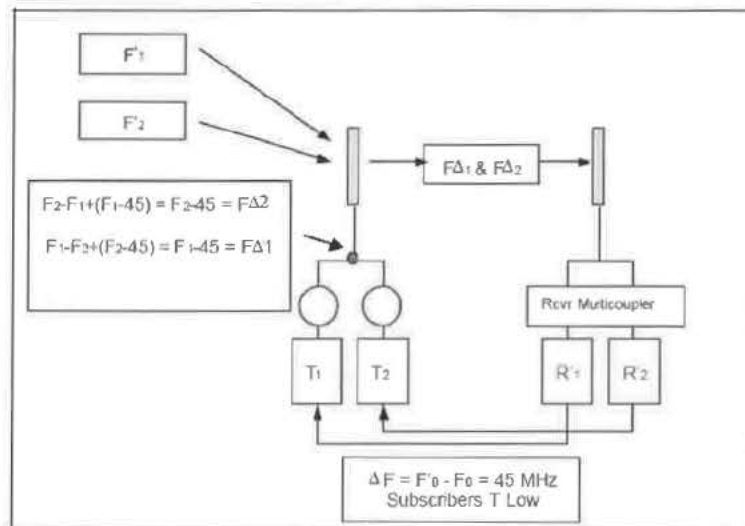 F'1
F'2
FΔ1 & FΔ2
F2-F1+(F1-45) = F2-45 = FΔ2
F1-F2+(F2-45) = F1-45 = FΔ1
Rcvr Multicoupler
T1
T2
R'1
R'2
ΔF = F'0 - F0 = 45 MHz
Subscribers T Low